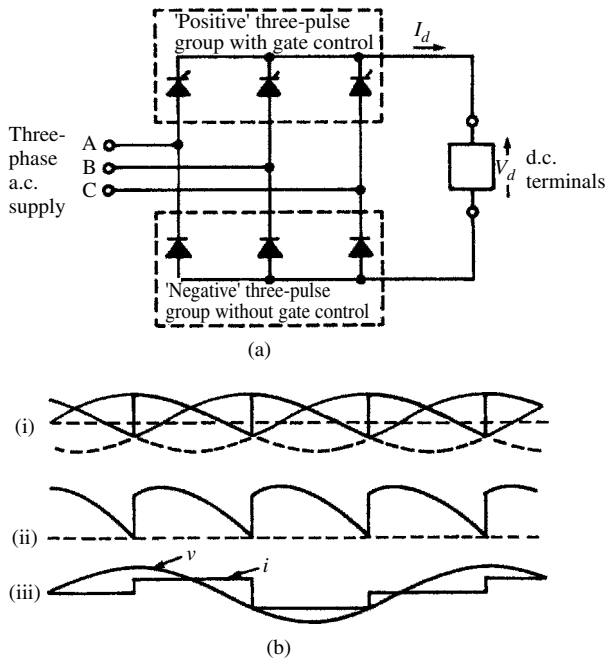 'Positive' three-pulse
group with gate control
I_d
Three-
phase
a.c.
supply
A
B
C
V_d
d.c.
terminals
'Negative' three-pulse
group without gate control
(a)
(i)
(ii)
v
i
(iii)
(b)